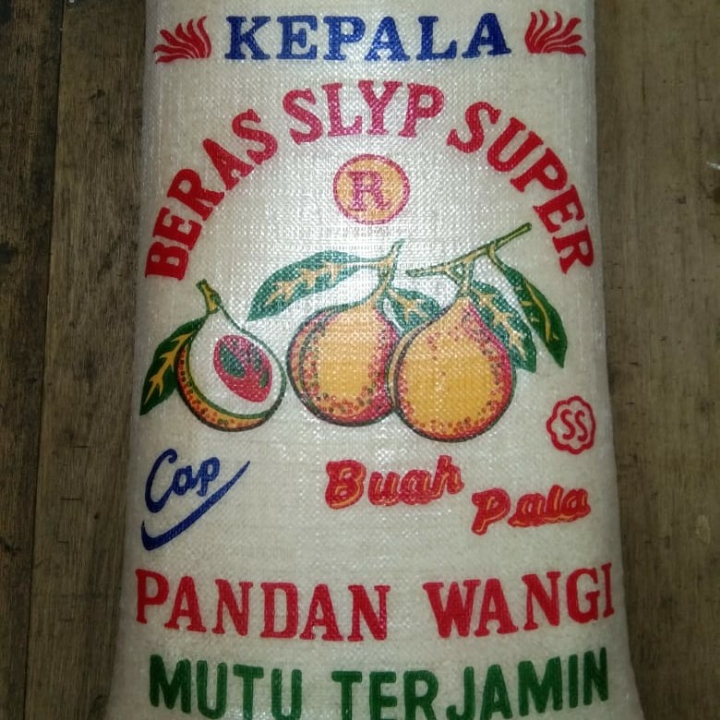 KEPALA
BERAS SLYP SUPER
R
SS
Cap
Buah
Pala
PANDAN WANGI
MUTU TERJAMIN